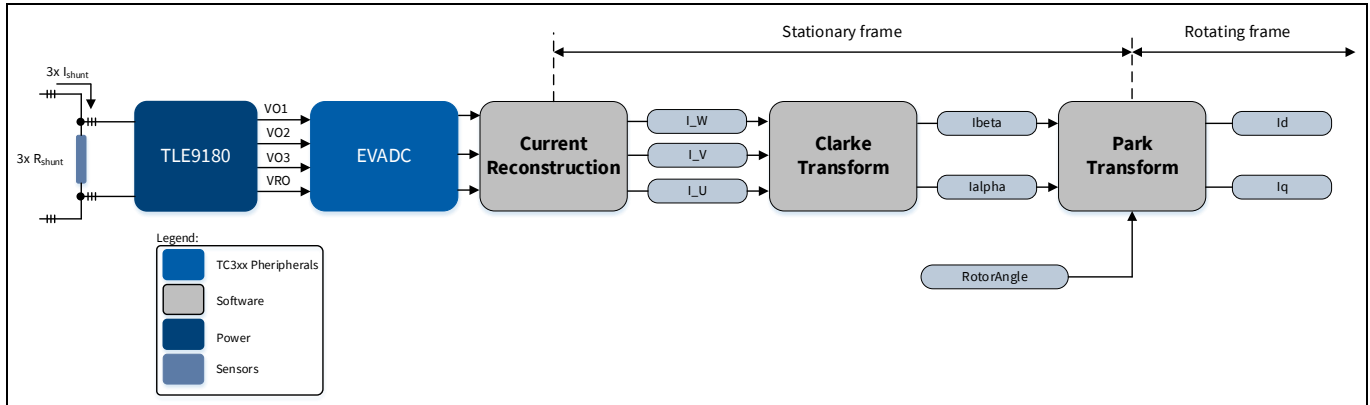 Stationary frame
Rotating frame
3x Ishunt
3x Rshunt
TLE9180
VO1
VO2
VO3
VRO
EVADC
Current
Reconstruction
I_W
I_V
I_U
Clarke
Transform
Ibeta
Ialpha
Park
Transform
Id
Iq
RotorAngle
Legend:
TC3xx Pheripherals
Software
Power
Sensors